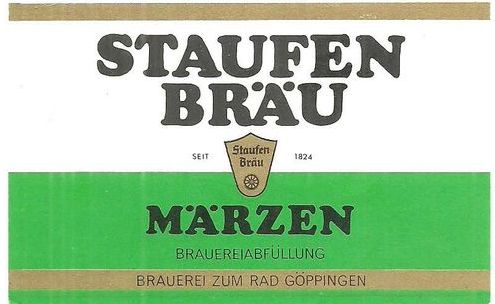 STAUFEN
BRÄU
SEIT
Staufen
Bräu
1824
MÄRZEN
BRAUEREIABFÜLLUNG
BRAUEREI ZUM RAD GÖPPINGEN